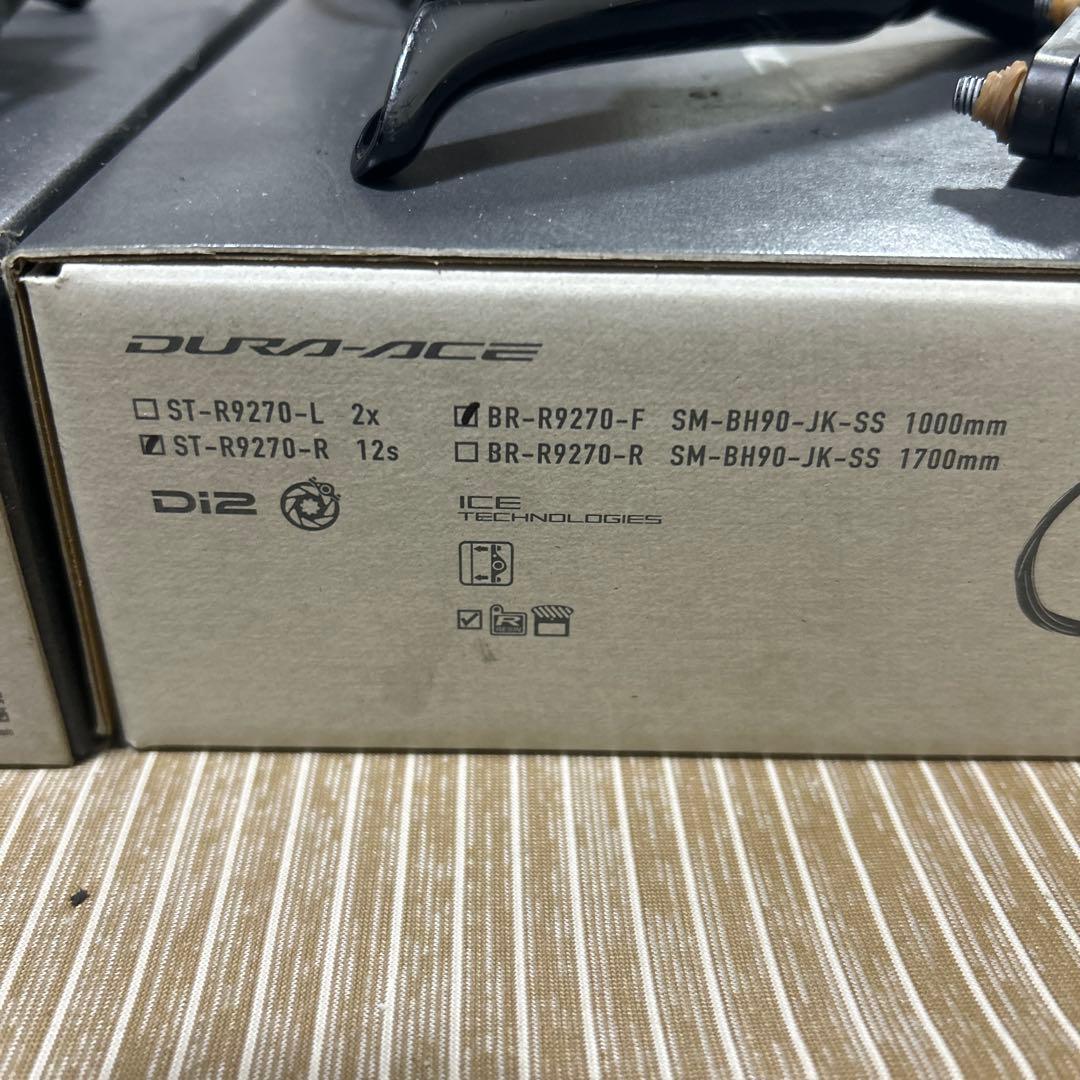 DURA-ACE
ST-R9270-L 2x
ST-R9270-R 12s
BR-R9270-F SM-BH90-JK-SS 1000mm
BR-R9270-R SM-BH90-JK-SS 1700mm
Di2
ICE
TECHNOLOGIES
R